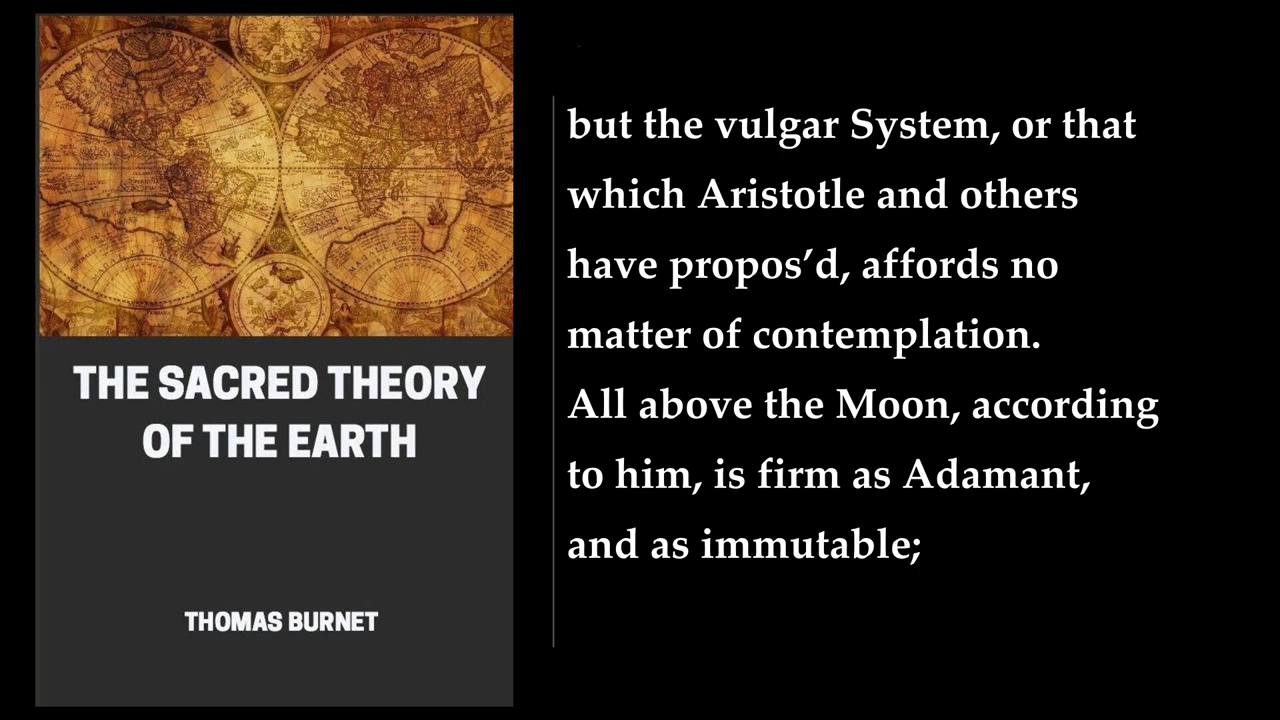 THE SACRED THEORY
OF THE EARTH
THOMAS BURNET
but the vulgar System, or that
which Aristotle and others
have propos’d, affords no
matter of contemplation.
All above the Moon, according
to him, is firm as Adamant,
and as immutable;